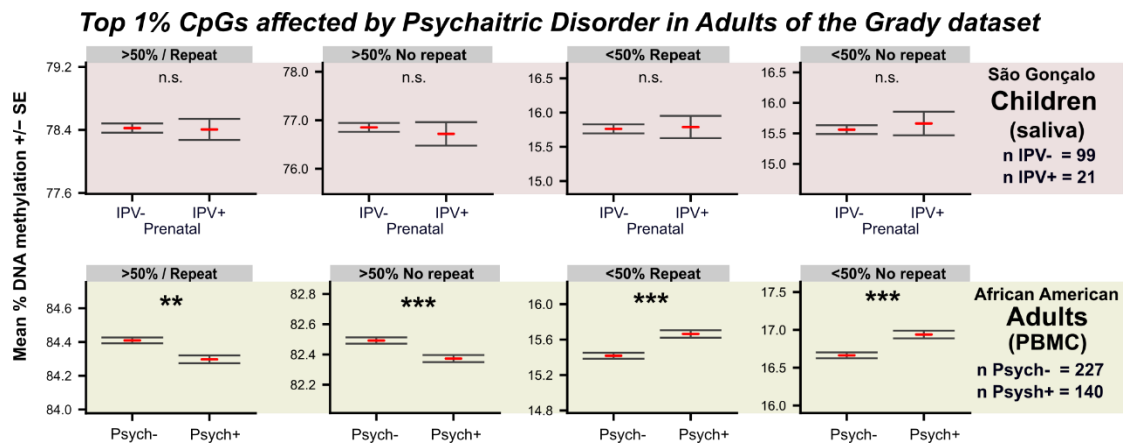 Top 1% CpGs affected by Psychaitric Disorder in Adults of the Grady dataset
Mean % DNA methylation +/− SE
>50% / Repeat
n.s.
79.2
78.4
77.6
IPV- IPV+
Prenatal
>50% No repeat
n.s.
78.0
77.0
76.0
IPV- IPV+
Prenatal
<50% Repeat
n.s.
16.5
16.0
15.5
15.0
IPV- IPV+
Prenatal
<50% No repeat
n.s.
16.5
16.0
15.5
15.0
IPV- IPV+
Prenatal
São Gonçalo
Children
(saliva)
n IPV- = 99
n IPV+ = 21
>50% / Repeat
**
84.6
84.4
84.2
84.0
Psych- Psych+
>50% No repeat
***
82.8
82.6
82.4
82.2
Psych- Psych+
<50% Repeat
***
16.0
15.6
15.2
14.8
Psych- Psych+
<50% No repeat
***
17.5
17.0
16.5
16.0
Psych- Psych+
African American
Adults
(PBMC)
n Psych- = 227
n Psysh+ = 140